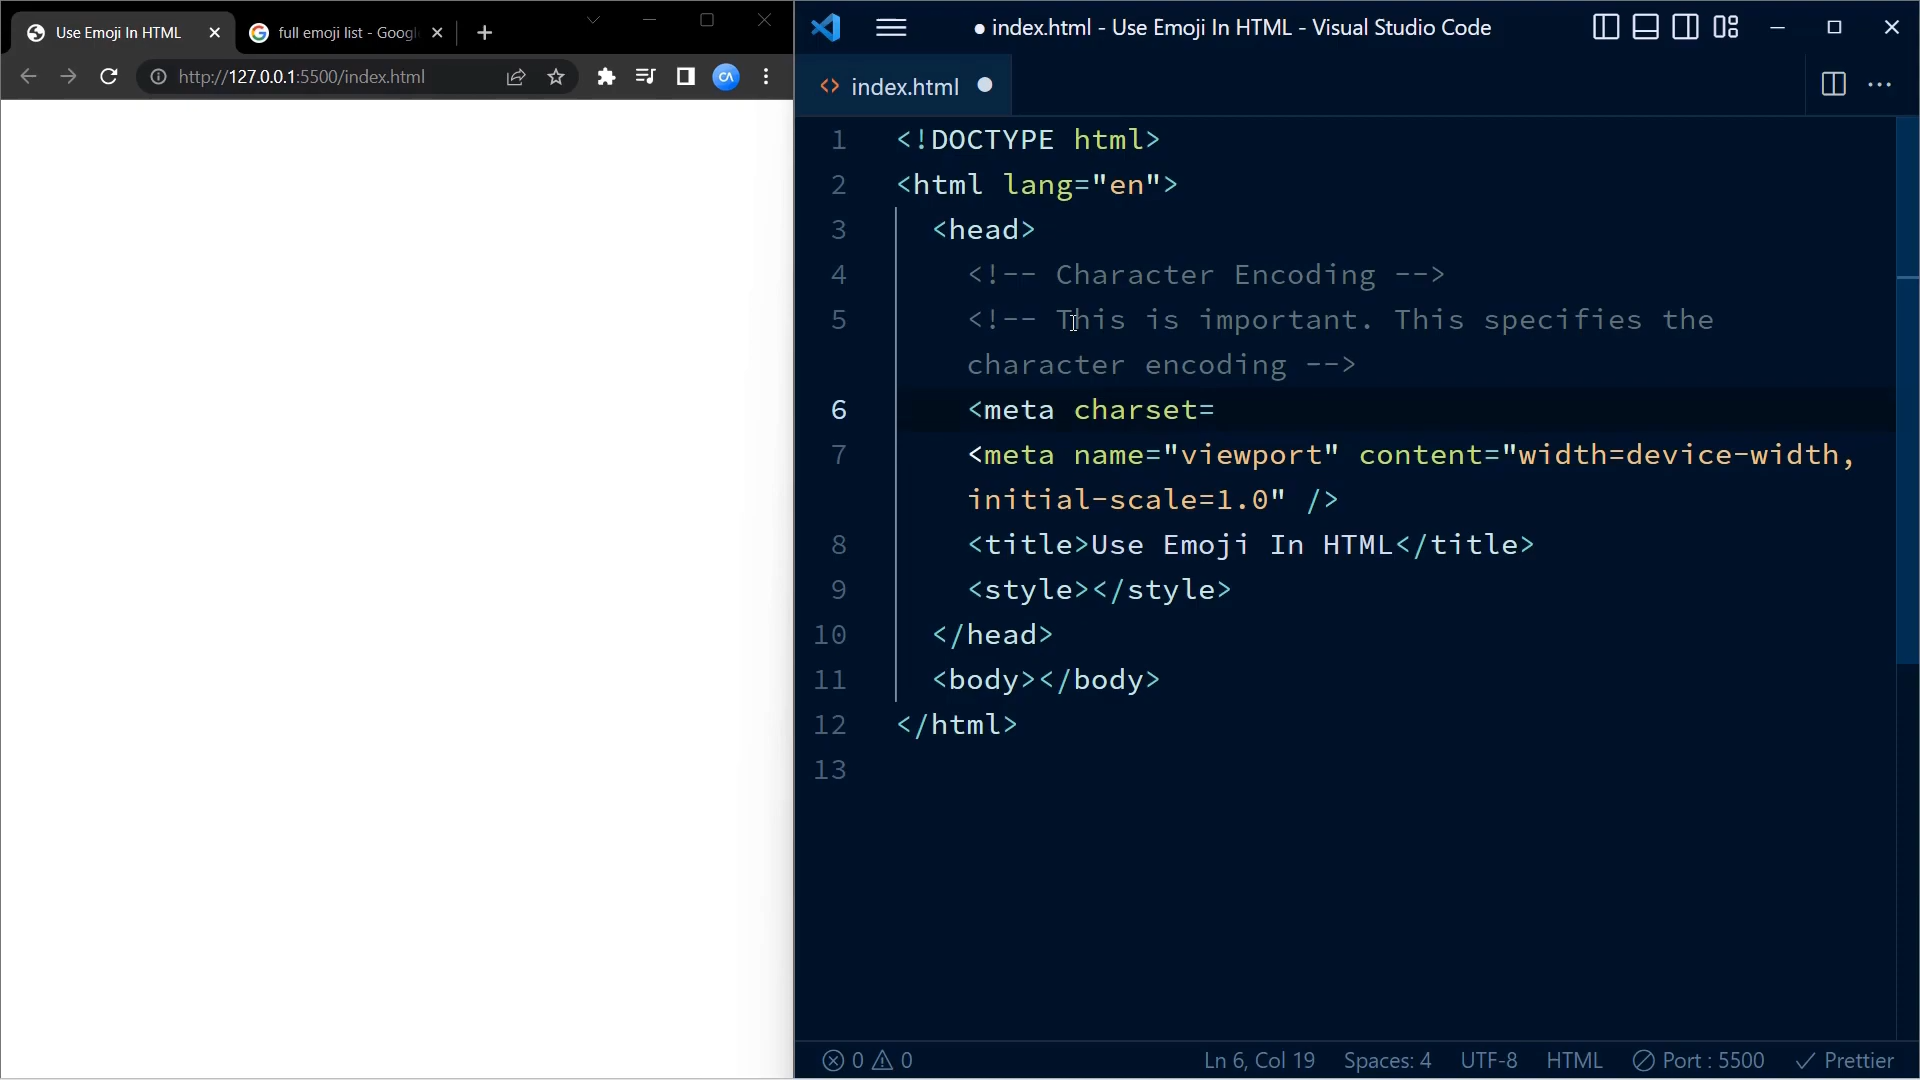 Use Emoji In HTML
full emoji list - Googl
http://127.0.0.1:5500/index.html
CA
● index.html - Use Emoji In HTML - Visual Studio Code
<> index.html ●
1 <!DOCTYPE html>
2 <html lang="en">
3 <head>
4 <!-- Character Encoding -->
5 <!-- This is important. This specifies the
character encoding -->
6 <meta charset=
7 <meta name="viewport" content="width=device-width,
initial-scale=1.0" />
8 <title>Use Emoji In HTML</title>
9 <style></style>
10 </head>
11 <body></body>
12 </html>
13
0 0 Ln 6, Col 19 Spaces: 4 UTF-8 HTML Port : 5500 Prettier